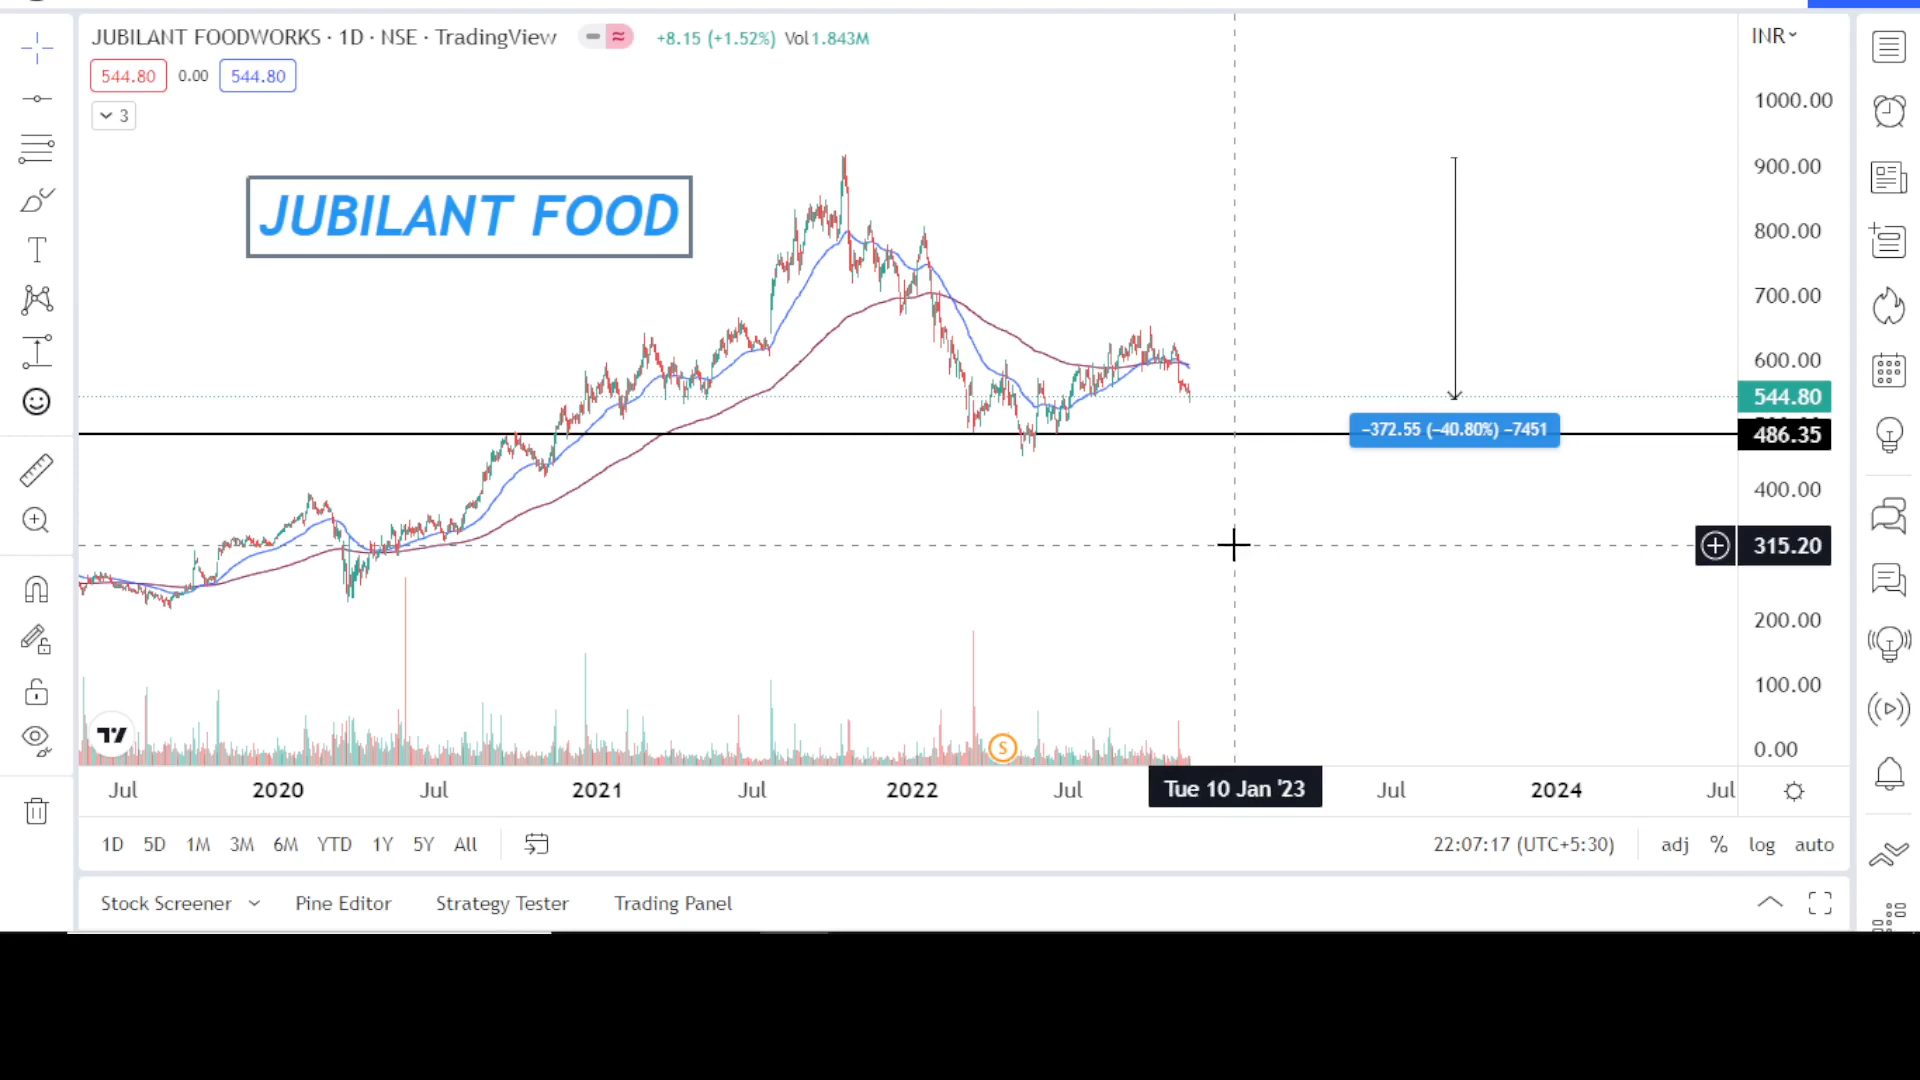 JUBILANT FOODWORKS · 1D · NSE · TradingView
+8.15 (+1.52%) Vol 1.843M
INR
544.80 0.00 544.80
3
JUBILANT FOOD
1000.00
900.00
800.00
700.00
600.00
544.80
486.35
400.00
315.20
200.00
100.00
0.00
−372.55 (−40.80%) −7451
S
Jul 2020 Jul 2021 Jul 2022 Jul Tue 10 Jan '23 Jul 2024 Jul
1D 5D 1M 3M 6M YTD 1Y 5Y All
22:07:17 (UTC+5:30) adj % log auto
Stock Screener Pine Editor Strategy Tester Trading Panel